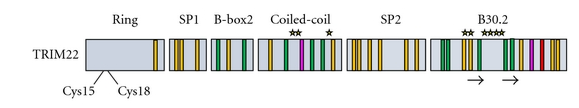 Ring SP1 B-box2 Coiled-coil SP2 B30.2
TRIM22
Cys15 Cys18